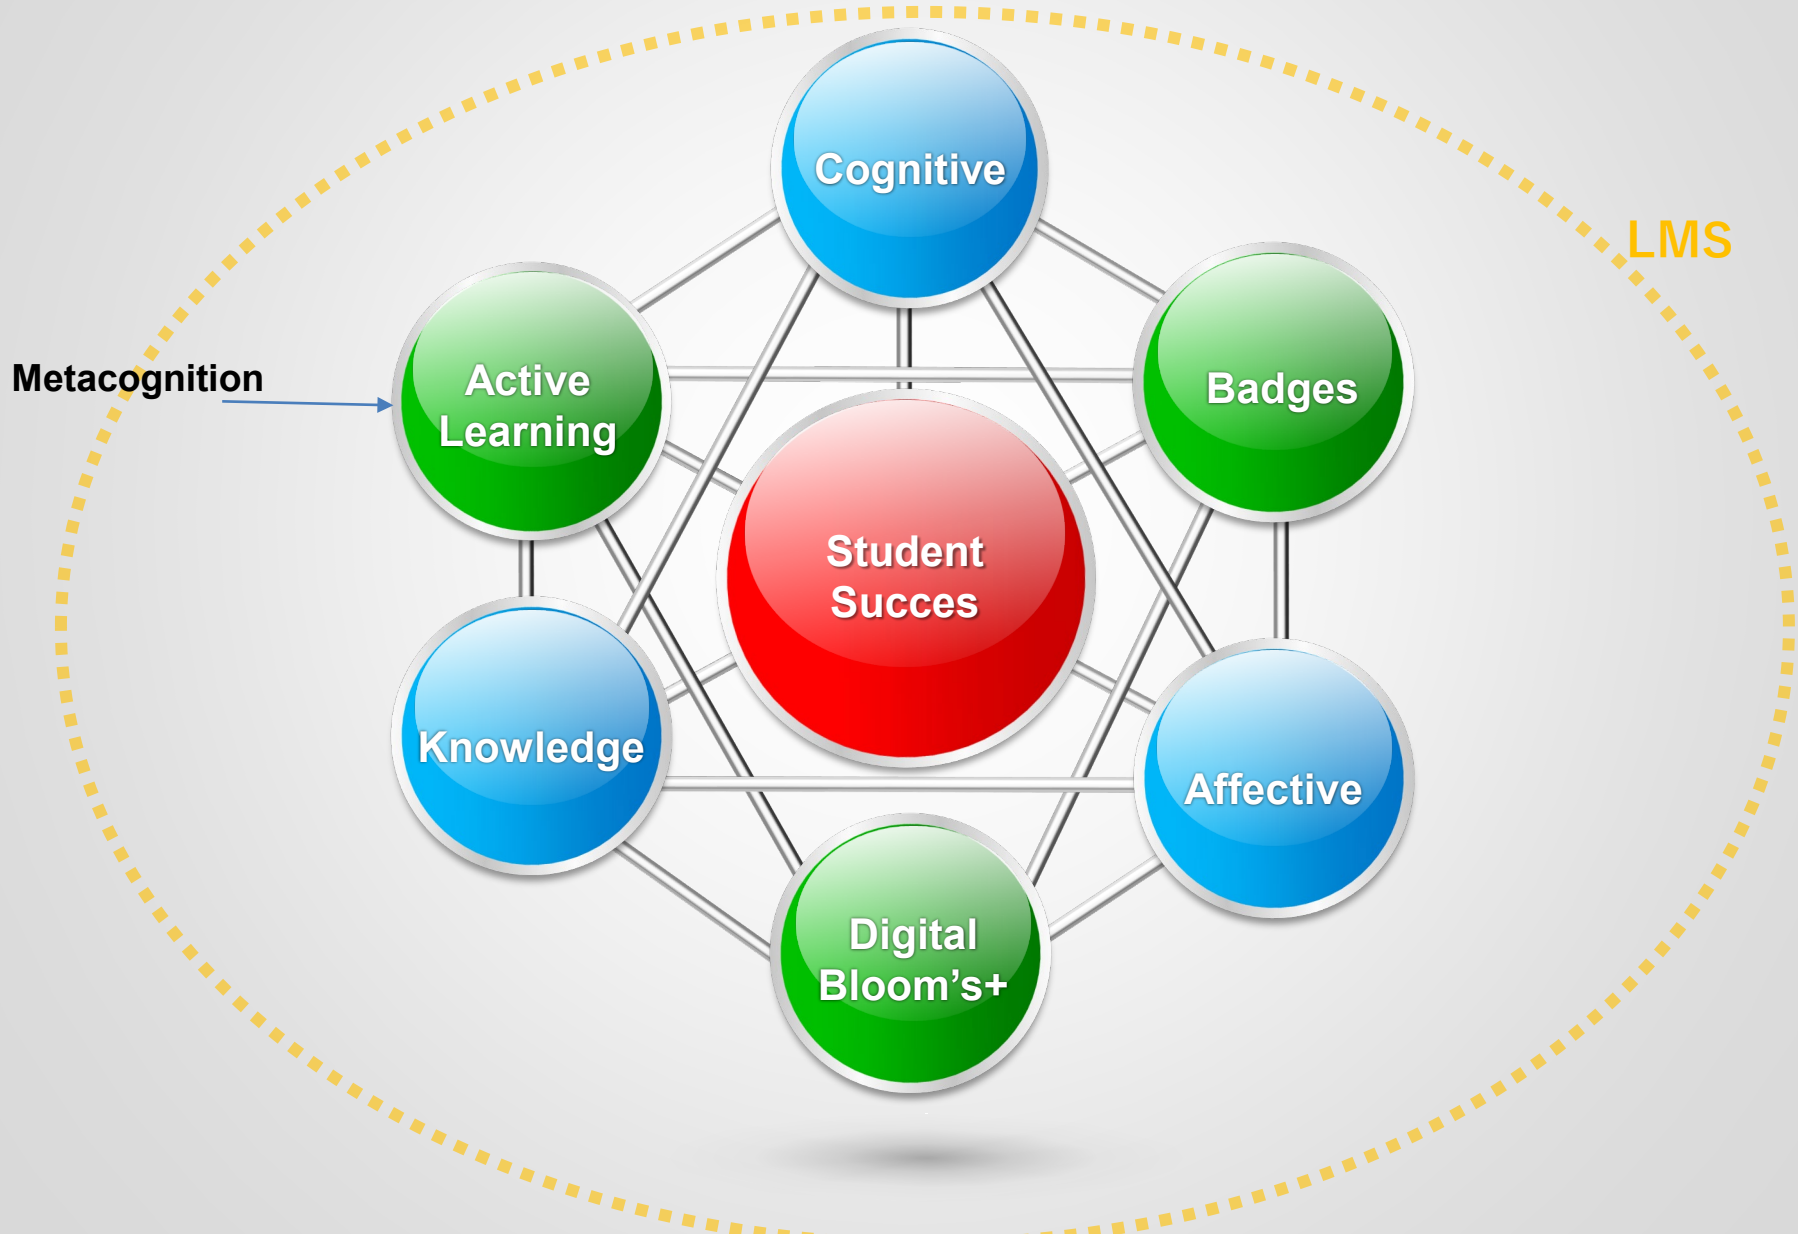 Cognitive
LMS
Metacognition
Active
Learning
Badges
Student
Succes
Knowledge
Affective
Digital
Bloom’s+